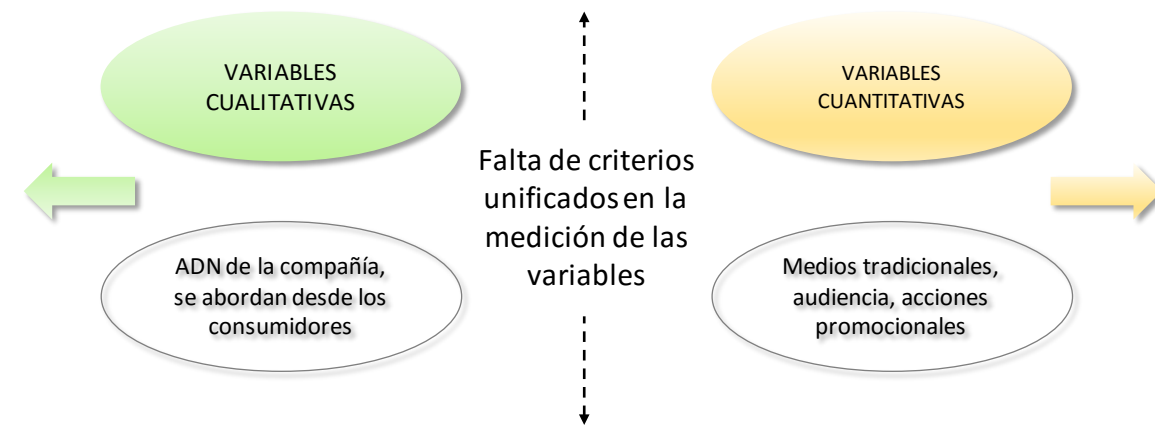 VARIABLES
CUALITATIVAS
ADN de la compañía,
se abordan desde los
consumidores
Falta de criterios
unificados en la
medición de las
variables
VARIABLES
CUANTITATIVAS
Medios tradicionales,
audiencia, acciones
promocionales